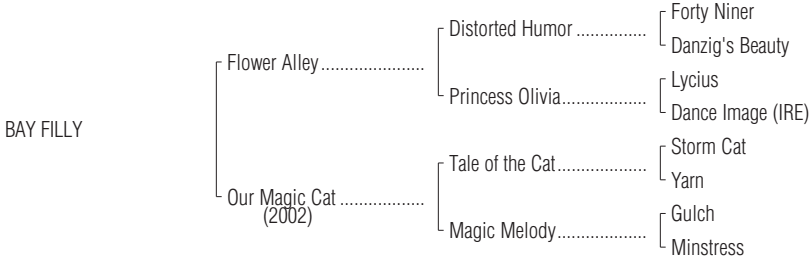 Forty Niner
Distorted Humor ...............
Danzig's Beauty
Flower Alley ......................
Lycius
Princess Olivia..................
Dance Image (IRE)
BAY FILLY
Storm Cat
Tale of the Cat...................
Yarn
Our Magic Cat ..................
(2002)
Gulch
Magic Melody...................
Minstress